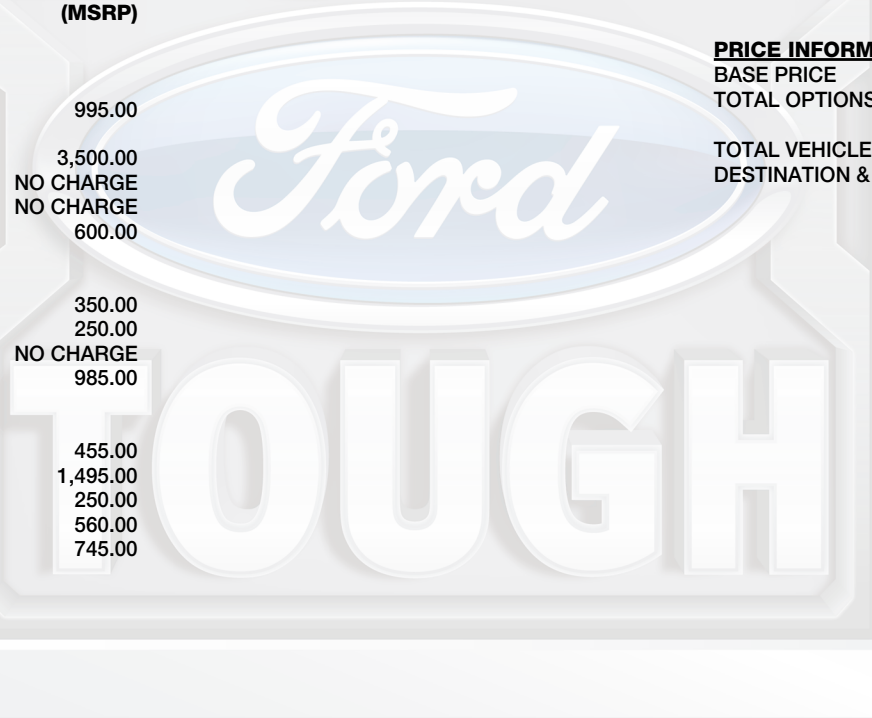 (MSRP)
995.00
3,500.00
NO CHARGE
NO CHARGE
600.00
350.00
250.00
NO CHARGE
985.00
455.00
1,495.00
250.00
560.00
745.00
PRICE INFORM
BASE PRICE
TOTAL OPTIONS
TOTAL VEHICLE
DESTINATION &
Ford
TOUGH